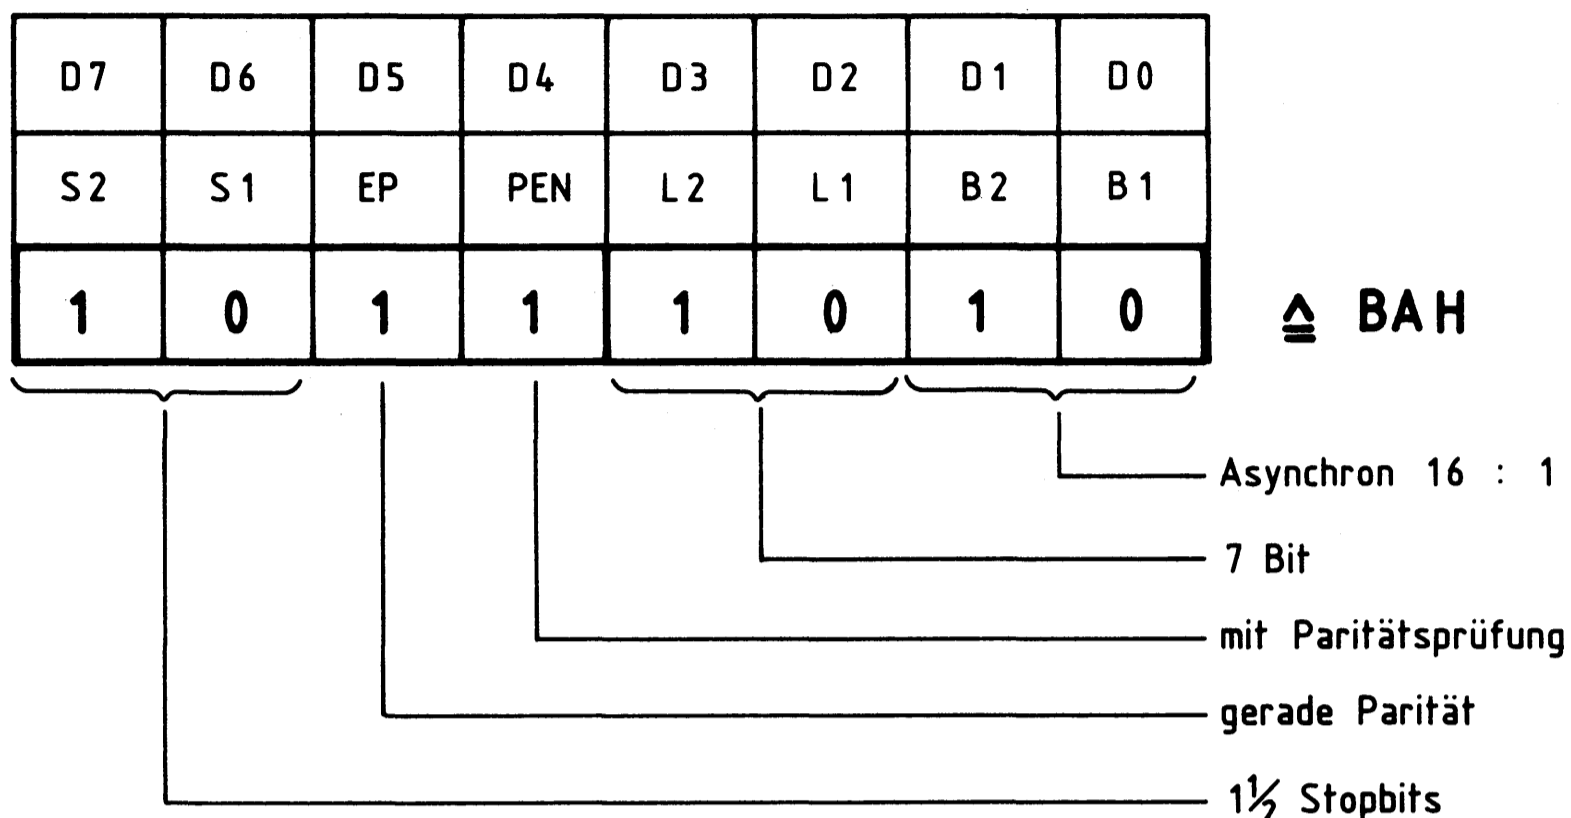 D7 D6 D5 D4 D3 D2 D1 D0
S2 S1 EP PEN L2 L1 B2 B1
1 0 1 1 1 0 1 0 ≙ BAH
Asynchron 16 : 1
7 Bit
mit Paritätsprüfung
gerade Parität
1½ Stopbits